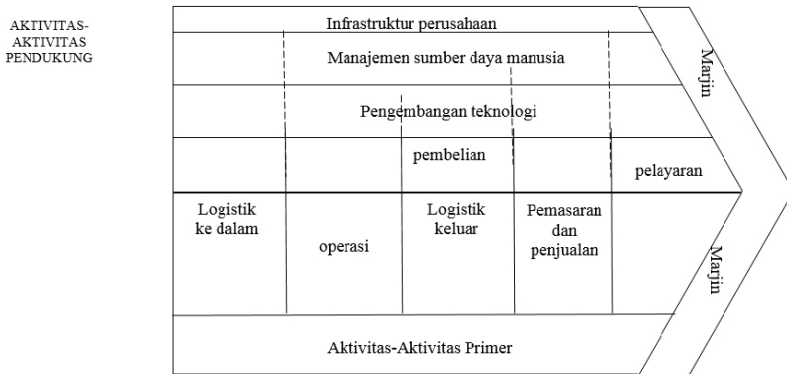 AKTIVITAS-
AKTIVITAS
PENDUKUNG
Infrastruktur perusahaan
Manajemen sumber daya manusia
Pengembangan teknologi
pembelian
pelayaran
Marjin
Logistik
ke dalam
operasi
Logistik
keluar
Pemasaran
dan
penjualan
Marjin
Aktivitas-Aktivitas Primer